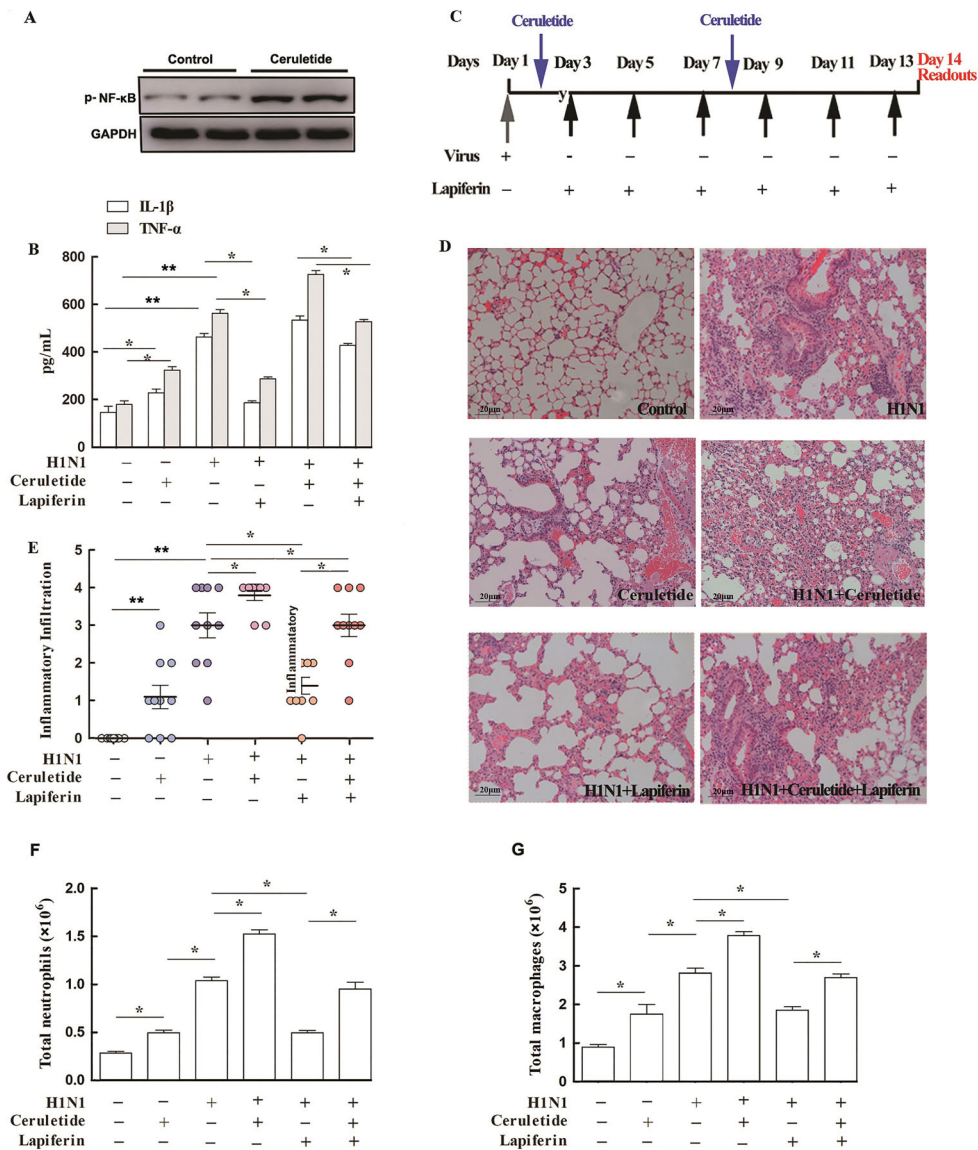 A
Control Ceruletide
p- NF-κB
GAPDH
C
Ceruletide Ceruletide
Days Day 1 Day 3 Day 5 Day 7 Day 9 Day 11 Day 13 Day 14
Readouts
y
Virus + - – – – – –
Lapiferin – + + + + + +
IL-1β
TNF-α
B
800
600
400
200
0
pg/mL
* * ** ** * * * *
H1N1 – – + + + +
Ceruletide – + – – + +
Lapiferin – – – + – +
D
Control
20μm
H1N1
20μm
Ceruletide
20μm
H1N1+Ceruletide
20μm
H1N1+Lapiferin
20μm
H1N1+Ceruletide+Lapiferin
20μm
E
5
4
3
2
1
0
Inflammatory Infiltration
Inflammatatory
** ** * * * *
H1N1 – – + + + +
Ceruletide – + – + – +
Lapiferin – – – – + +
F
2.0
1.5
1.0
0.5
0.0
Total neutrophils (×10⁶)
* * * * *
H1N1 – – + + + +
Ceruletide – + – + – +
Lapiferin – – – – + +
G
5
4
3
2
1
0
Total macrophages (×10⁶)
* * * * *
H1N1 – – + + + +
Ceruletide – + – + – +
Lapiferin – – – – + +